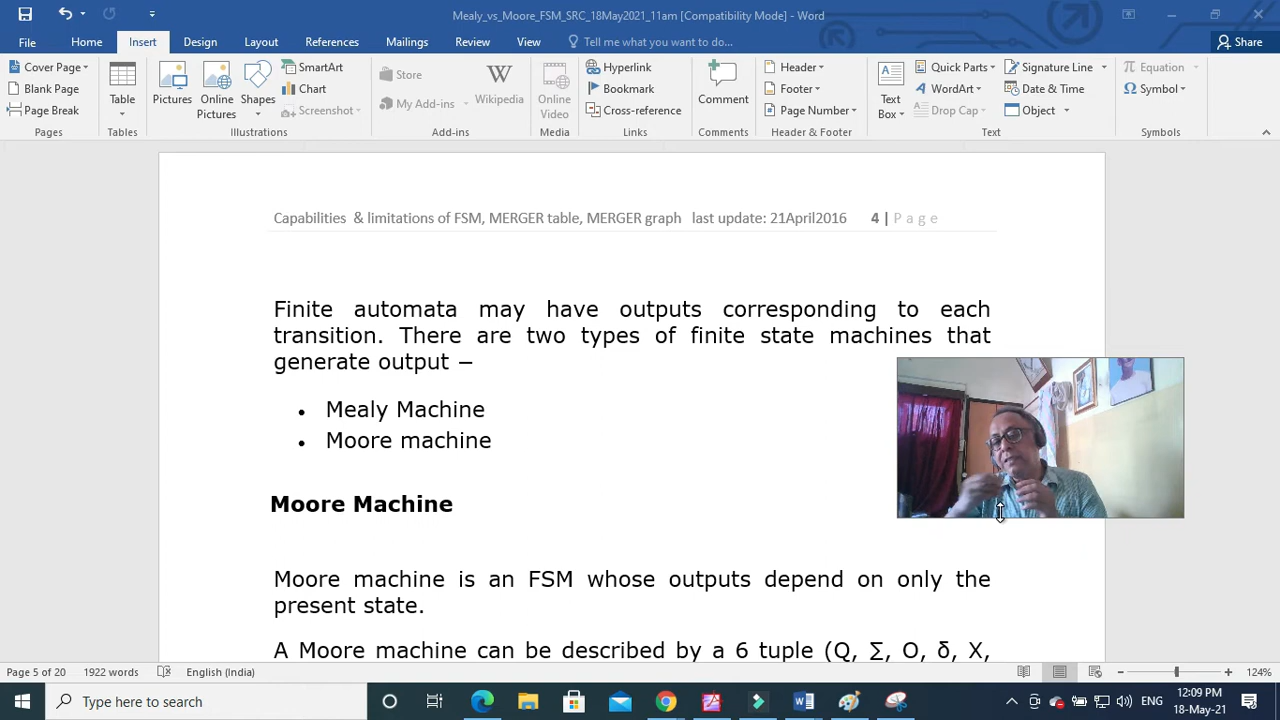 Mealy_vs_Moore_FSM_SRC_18May2021_11am [Compatibility Mode] - Word
File Home Insert Design Layout References Mailings Review View Tell me what you want to do... Share
Cover Page
Blank Page
Page Break
Pages
Table
Tables
Pictures
Online Pictures
Shapes
SmartArt
Chart
Screenshot
Illustrations
Store
My Add-ins
Wikipedia
Add-ins
Online Video
Media
Hyperlink
Bookmark
Cross-reference
Links
Comment
Comments
Header
Footer
Page Number
Header & Footer
Text Box
Quick Parts
WordArt
Drop Cap
Signature Line
Date & Time
Object
Text
Equation
Symbol
Symbols
Capabilities & limitations of FSM, MERGER table, MERGER graph last update: 21April2016 4 | Page
Finite automata may have outputs corresponding to each
transition. There are two types of finite state machines that
generate output −
• Mealy Machine
• Moore machine
Moore Machine
Moore machine is an FSM whose outputs depend on only the
present state.
A Moore machine can be described by a 6 tuple (Q, ∑, O, δ, X,
Page 5 of 20 1922 words English (India) 124%
Type here to search
ENG
12:09 PM
18-May-21